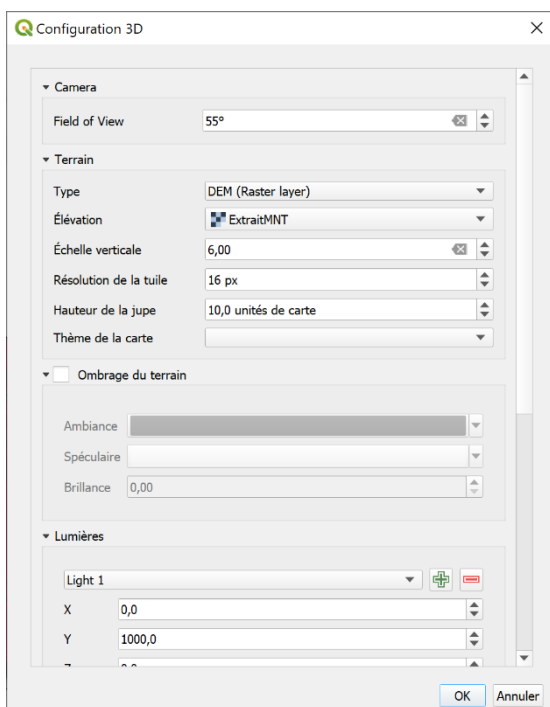 Configuration 3D
Camera
Field of View 55°
Terrain
Type DEM (Raster layer)
Élévation ExtraitMNT
Échelle verticale 6,00
Résolution de la tuile 16 px
Hauteur de la jupe 10,0 unités de carte
Thème de la carte
Ombrage du terrain
Ambiance
Spéculaire
Brillance 0,00
Lumières
Light 1
X 0,0
Y 1000,0
OK Annuler